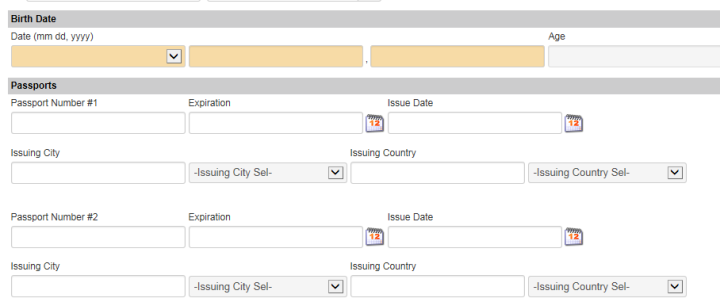 Birth Date
Date (mm dd, yyyy) Age
,
Passports
Passport Number #1 Expiration Issue Date
12 12
Issuing City Issuing Country
-Issuing City Sel- -Issuing Country Sel-
Passport Number #2 Expiration Issue Date
12 12
Issuing City Issuing Country
-Issuing City Sel- -Issuing Country Sel-